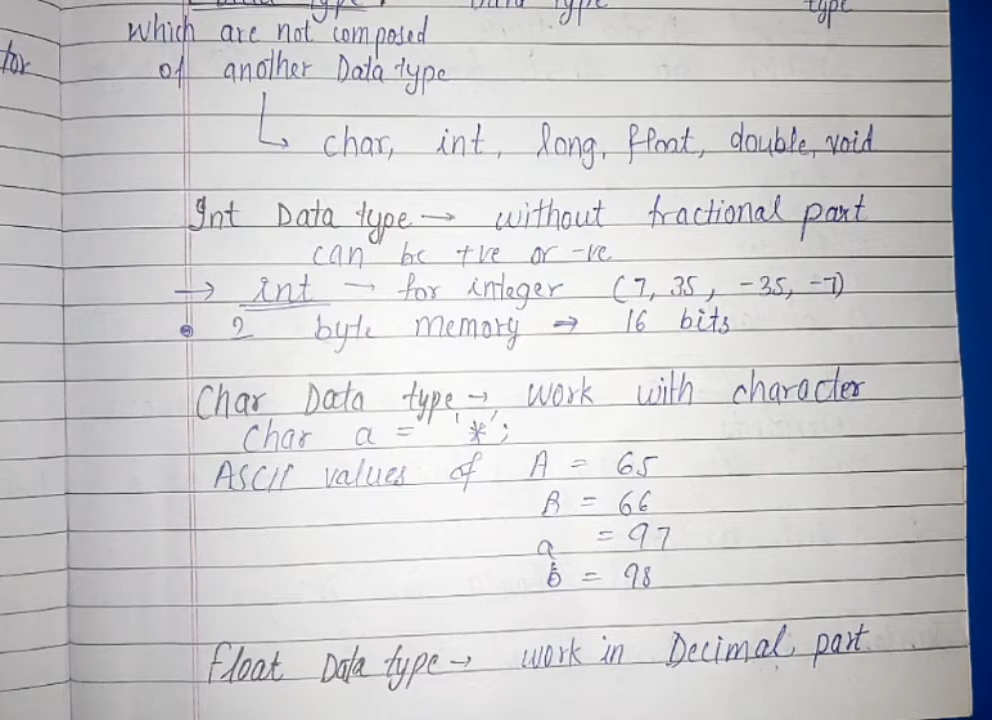 type
which are not composed
for
of another Data type
↳ char, int, long, float, double, void
Int Data type → without fractional part
can be +ve or -ve
→ int → for integer (7, 35, -35, -7)
• 2 byte memory ⇒ 16 bits
Char Data type → work with character
Char a = '*';
ASCII values of A = 65
B = 66
a = 97
b = 98
float Data type → work in Decimal part.